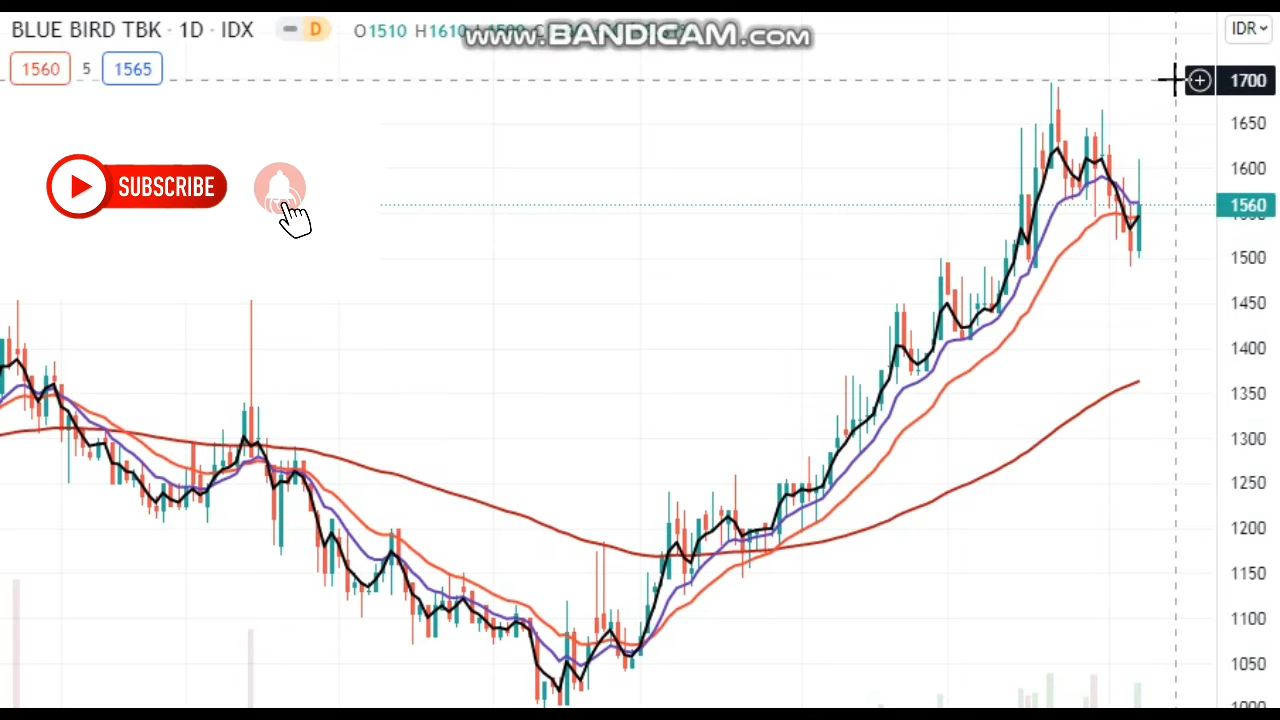 BLUE BIRD TBK · 1D · IDX
D
O1510 H1610
www.BANDICAM.com
IDR
1560 5 1565
1700
1650
SUBSCRIBE
1600
1560
1500
1450
1400
1350
1300
1250
1200
1150
1100
1050